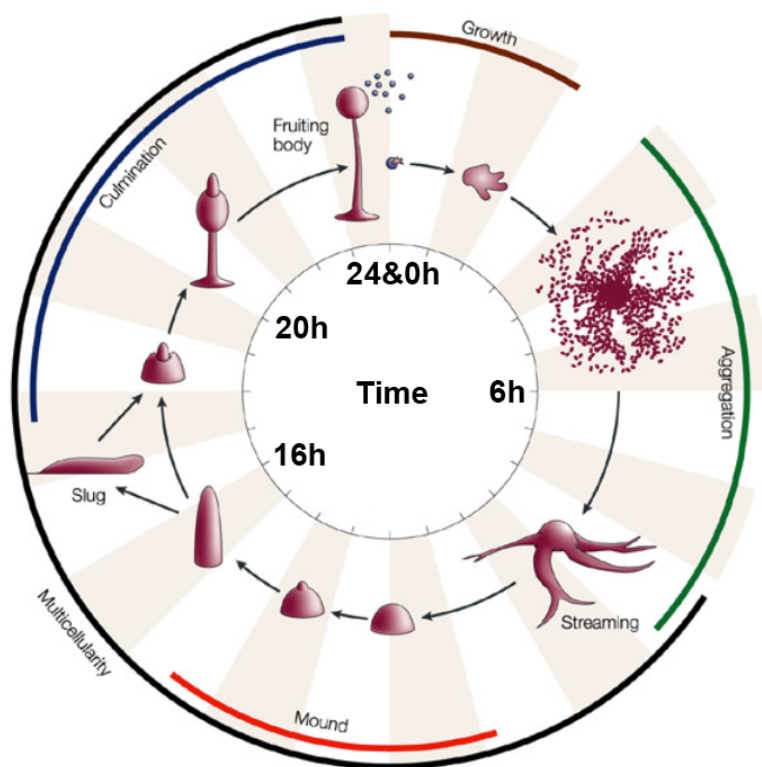 Growth
Fruiting
body
Culmination
24&0h
20h
Time
6h
Aggregation
16h
Slug
Streaming
Multicellularity
Mound